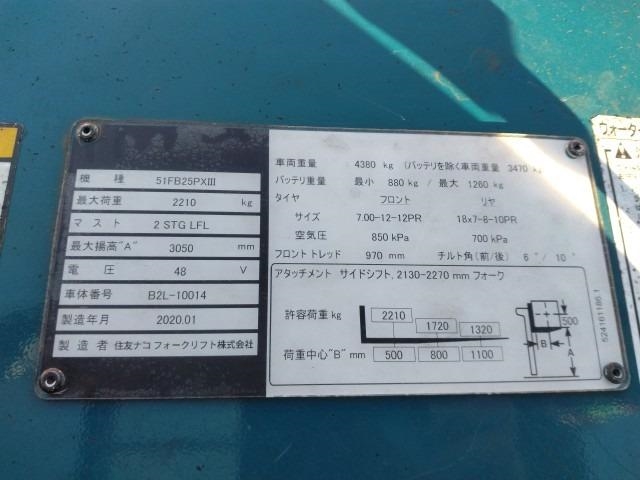 機 種 51FB25PXⅢ
最大荷重 2210 kg
マスト 2 STG LFL
最大揚高"A" 3050 mm
電 圧 48 V
車体番号 B2L-10014
製造年月 2020.01
製 造 者 住友ナコ フォークリフト株式会社
車両重量 4380 kg (バッテリを除く車両重量 3470 kg
バッテリ重量 最小 880 kg / 最大 1260 kg
タイヤ フロント リヤ
サイズ 7.00-12-12PR 18x7-8-10PR
空気圧 850 kPa 700 kPa
フロント トレッド 970 mm チルト角(前/後) 6°/ 10°
アタッチメント サイドシフト, 2130-2270 mm フォーク
許容荷重 kg 2210 1720 1320
荷重中心"B" mm 500 800 1100
500
B
A
524161186 1
ウォーター